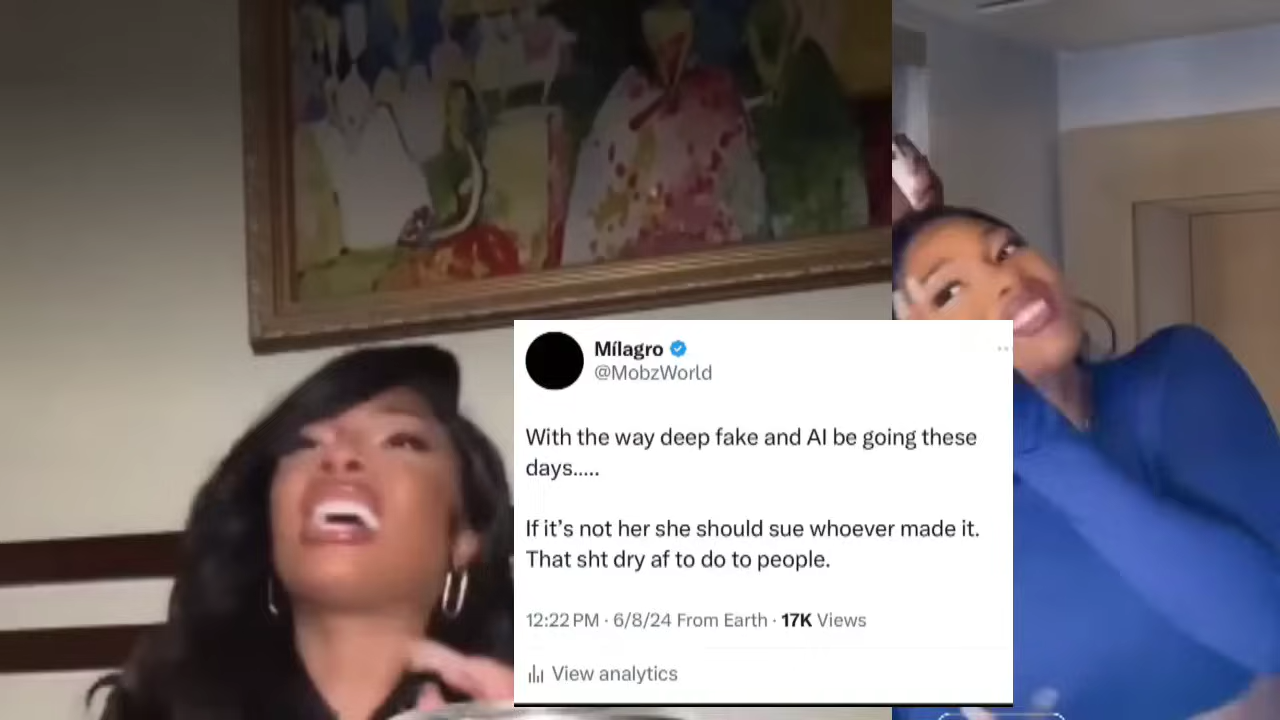 Mílagro
@MobzWorld
With the way deep fake and AI be going these
days.....
If it's not her she should sue whoever made it.
That sht dry af to do to people.
12:22 PM · 6/8/24 From Earth · 17K Views
View analytics